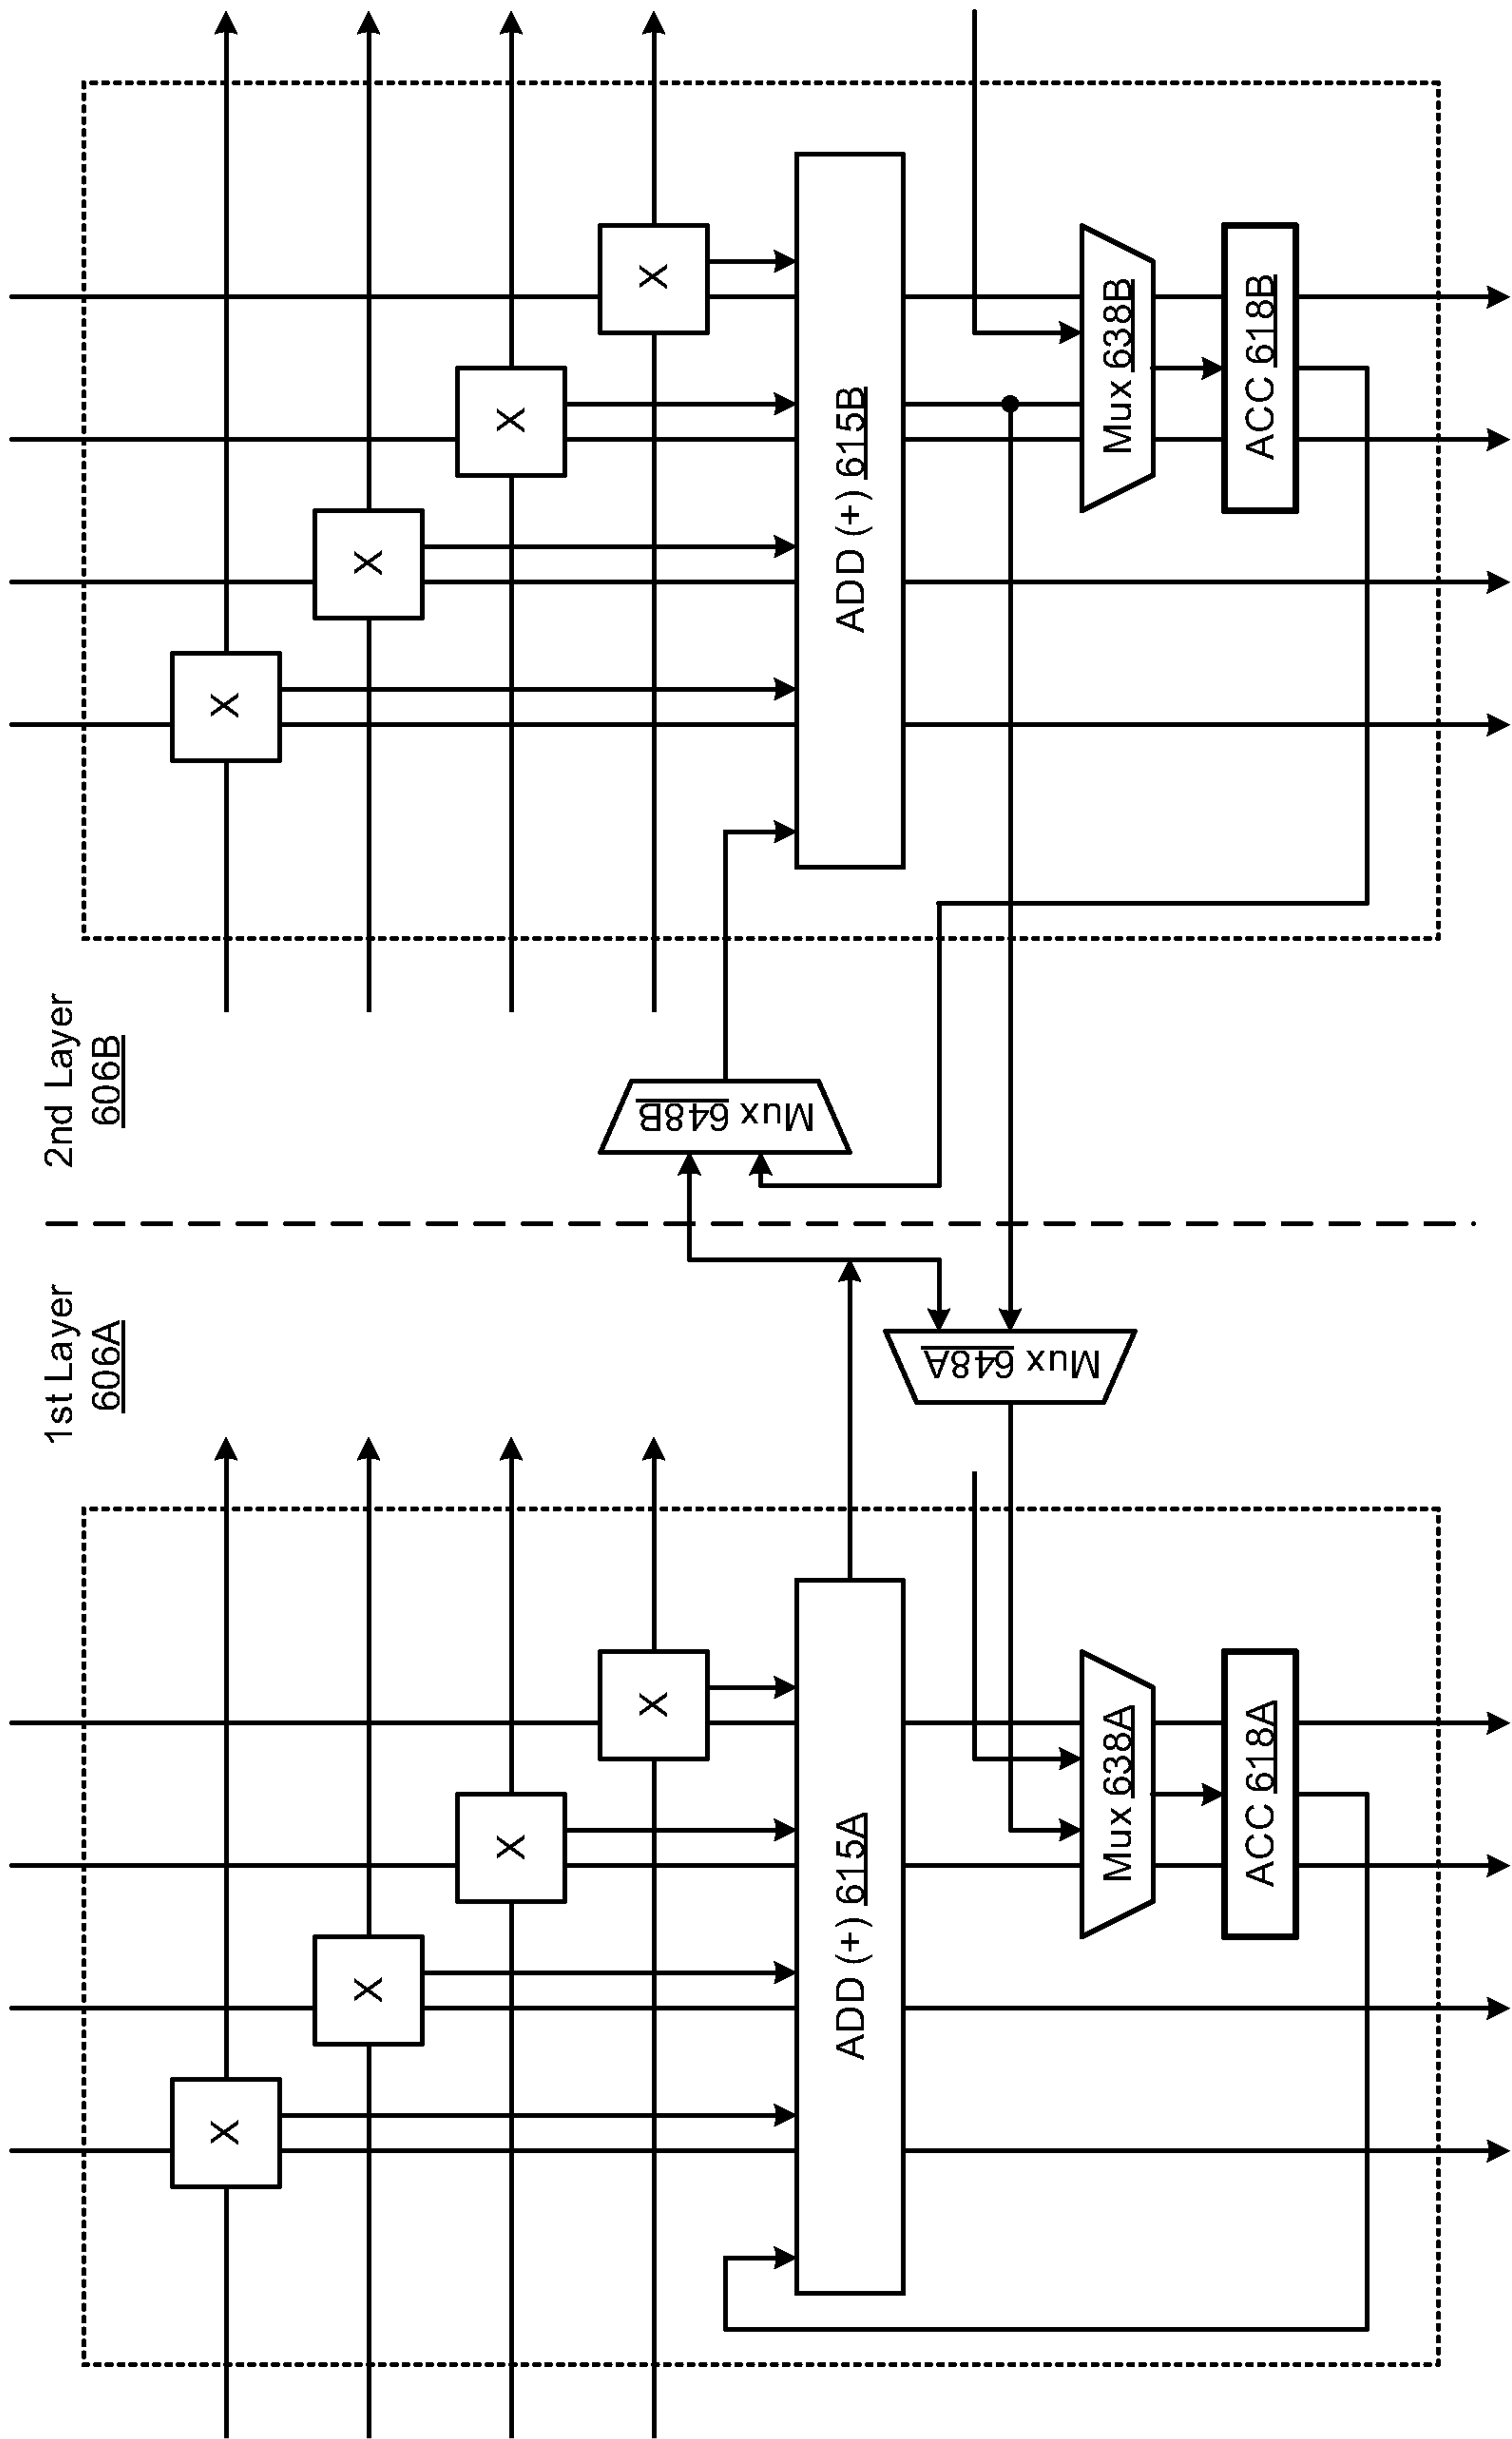 1st Layer
606A
2nd Layer
606B
X
X
X
X
X
X
X
X
ADD (+) 615A
ADD (+) 615B
Mux 648B
Mux 648A
Mux 638A
Mux 638B
ACC 618A
ACC 618B